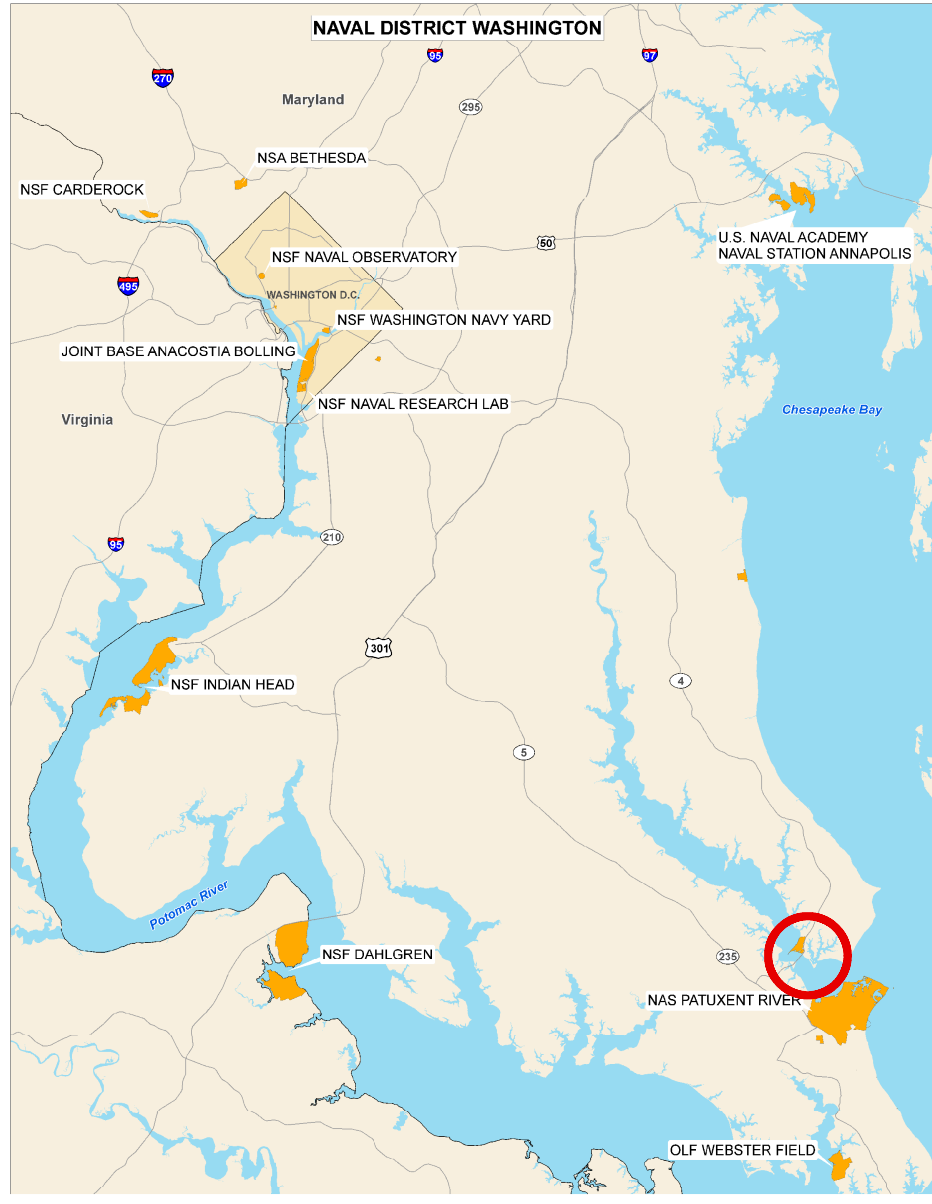 NAVAL DISTRICT WASHINGTON
95
97
270
Maryland
295
NSA BETHESDA
NSF CARDEROCK
U.S. NAVAL ACADEMY
NAVAL STATION ANNAPOLIS
50
NSF NAVAL OBSERVATORY
495
WASHINGTON D.C.
NSF WASHINGTON NAVY YARD
JOINT BASE ANACOSTIA BOLLING
NSF NAVAL RESEARCH LAB
Chesapeake Bay
Virginia
210
95
301
NSF INDIAN HEAD
4
5
Potomac River
NSF DAHLGREN
235
NAS PATUXENT RIVER
OLF WEBSTER FIELD